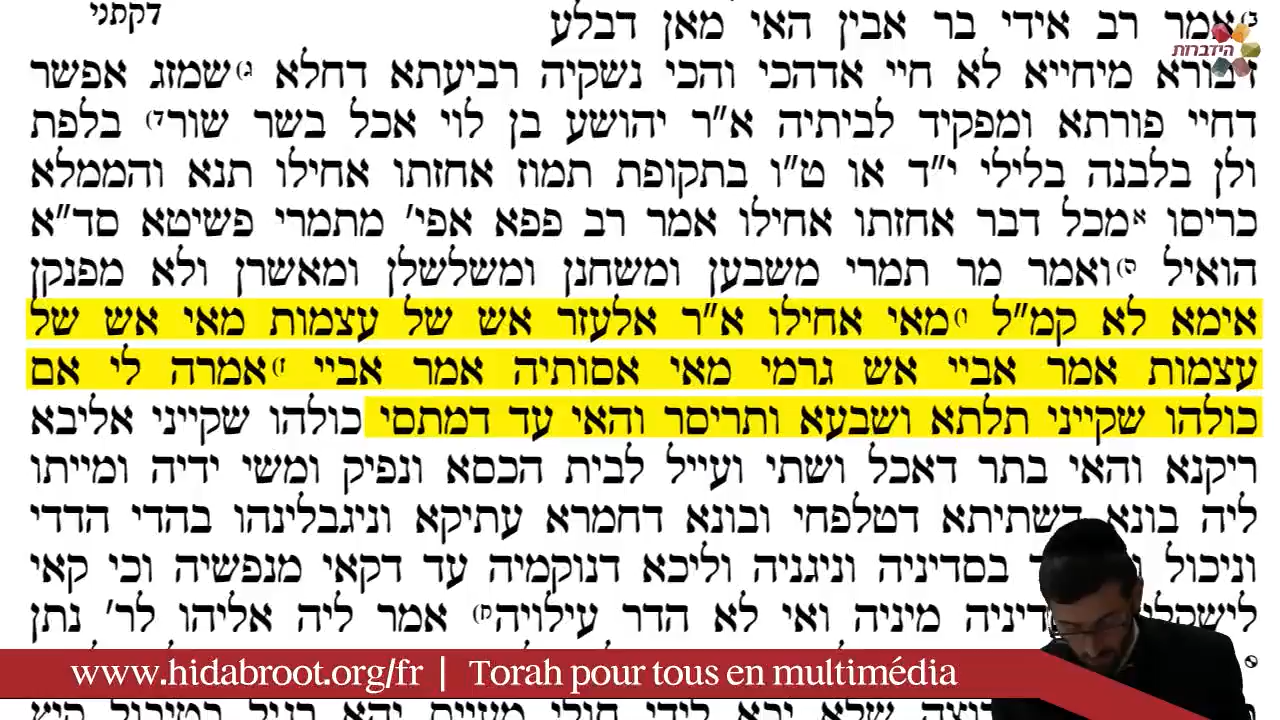 דקתני
ג) אמר רב אידי בר אבין האי מאן דבלע
הידברות
זיבורא מיחייא לא חיי אדהכי והכי נשקיה רביעתא דחלא ג) שמזג אפשר
דחיי פורתא ומפקיד לביתיה א"ר יהושע בן לוי אכל בשר שור ד) בלפת
ולן בלבנה בלילי י"ד או ט"ו בתקופת תמוז אחזתו אחילו תנא והממלא
כריסו א מכל דבר אחזתו אחילו אמר רב פפא אפי' מתמרי פשיטא סד"א
הואיל ה) ואמר מר תמרי משבען ומשחנן ומשלשלן ומאשרן ולא מפנקן
אימא לא קמ"ל ו) מאי אחילו א"ר אלעזר אש של עצמות מאי אש של
עצמות אמר אביי אש גרמי מאי אסותיה אמר אביי ז) אמרה לי אם
כולהו שקייני תלתא ושבעא ותריסר והאי עד דמתסי כולהו שקייני אליבא
ריקנא והאי בתר דאכל ושתי ועייל לבית הכסא ונפיק ומשי ידיה ומייתו
ליה בונא דשתיתא דטלפחי ובונא דחמרא עתיקא וניגבלינהו בהדי הדדי
וניכול בסדיניה וניגניה וליכא דנוקמיה עד דקאי מנפשיה וכי קאי
מיניה ואי לא הדר עילויה ח) אמר ליה אליהו לר' נתן
www.hidabroot.org/fr | Torah pour tous en multimédia